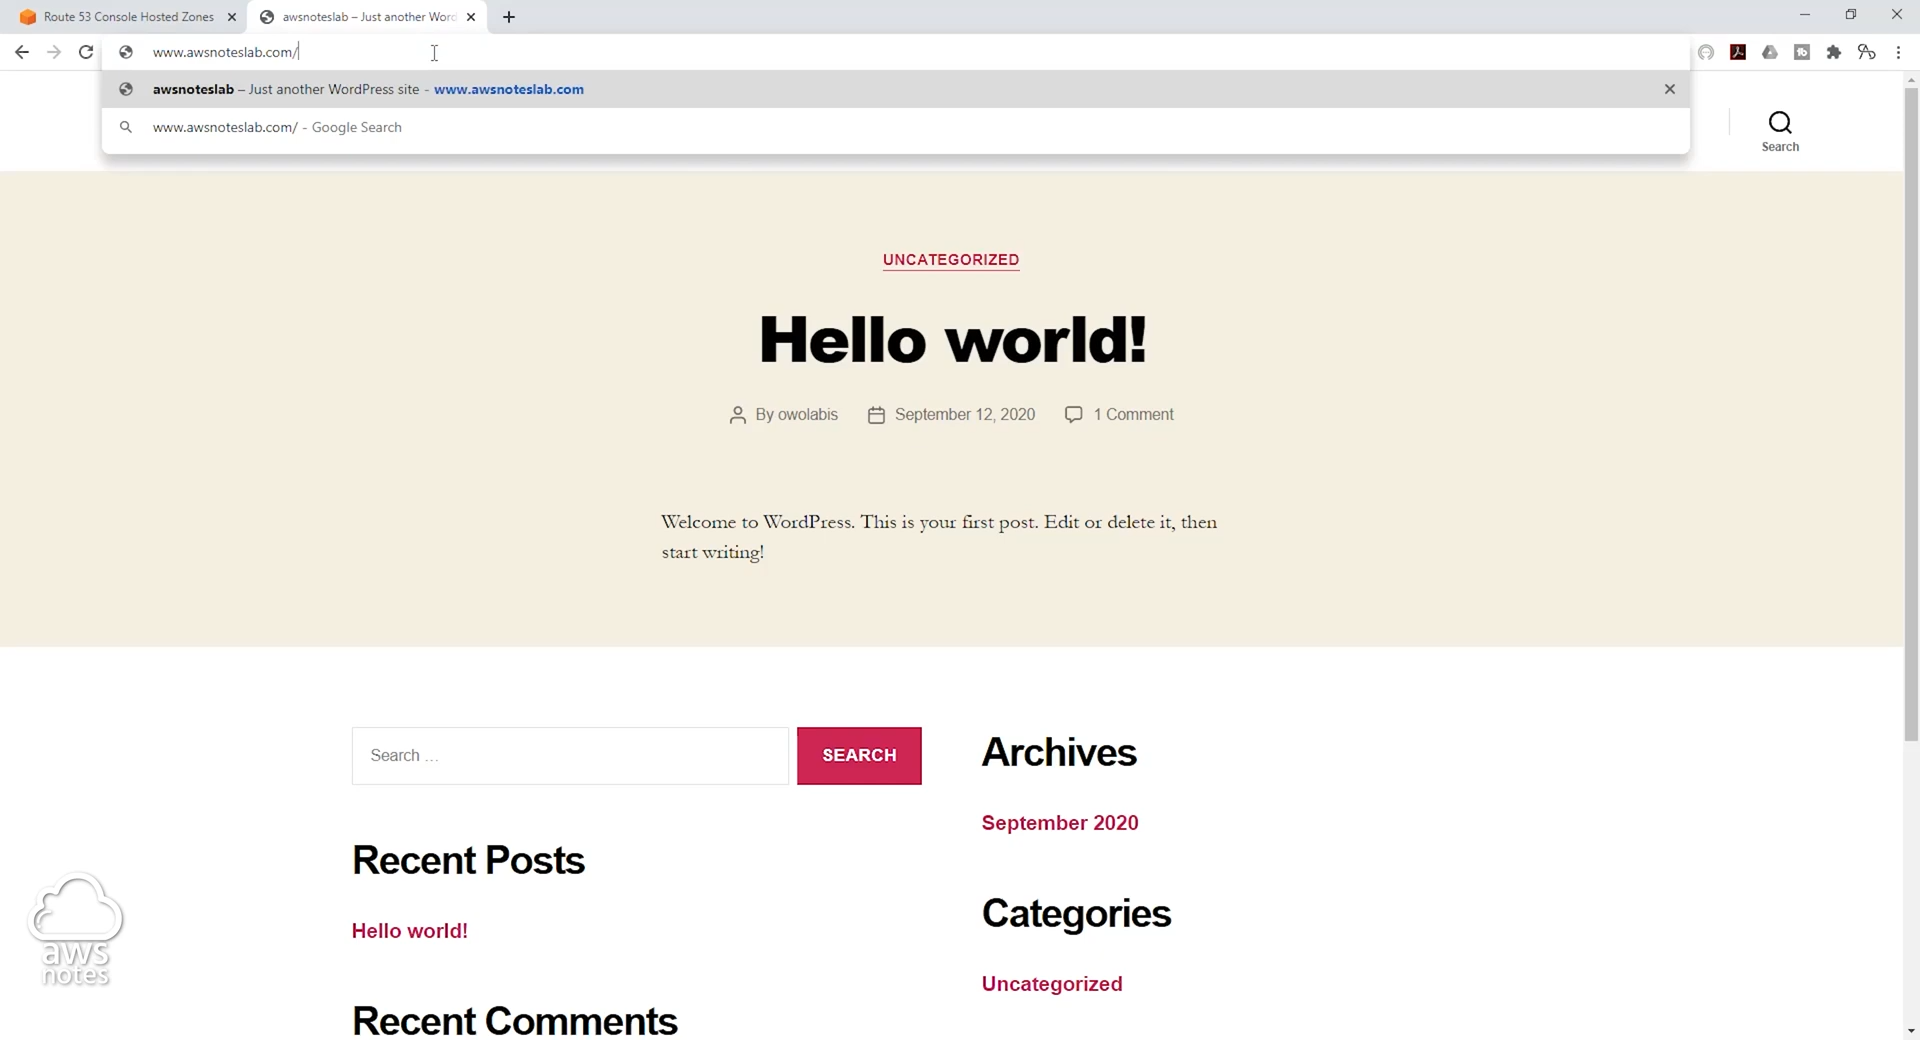 Route 53 Console Hosted Zones
awsnoteslab – Just another Word
www.awsnoteslab.com/
awsnoteslab – Just another WordPress site - www.awsnoteslab.com
www.awsnoteslab.com/ - Google Search
Search
UNCATEGORIZED
Hello world!
By owolabis
September 12, 2020
1 Comment
Welcome to WordPress. This is your first post. Edit or delete it, then
start writing!
Search …
SEARCH
Archives
September 2020
Recent Posts
Hello world!
Categories
Uncategorized
Recent Comments
aws
notes